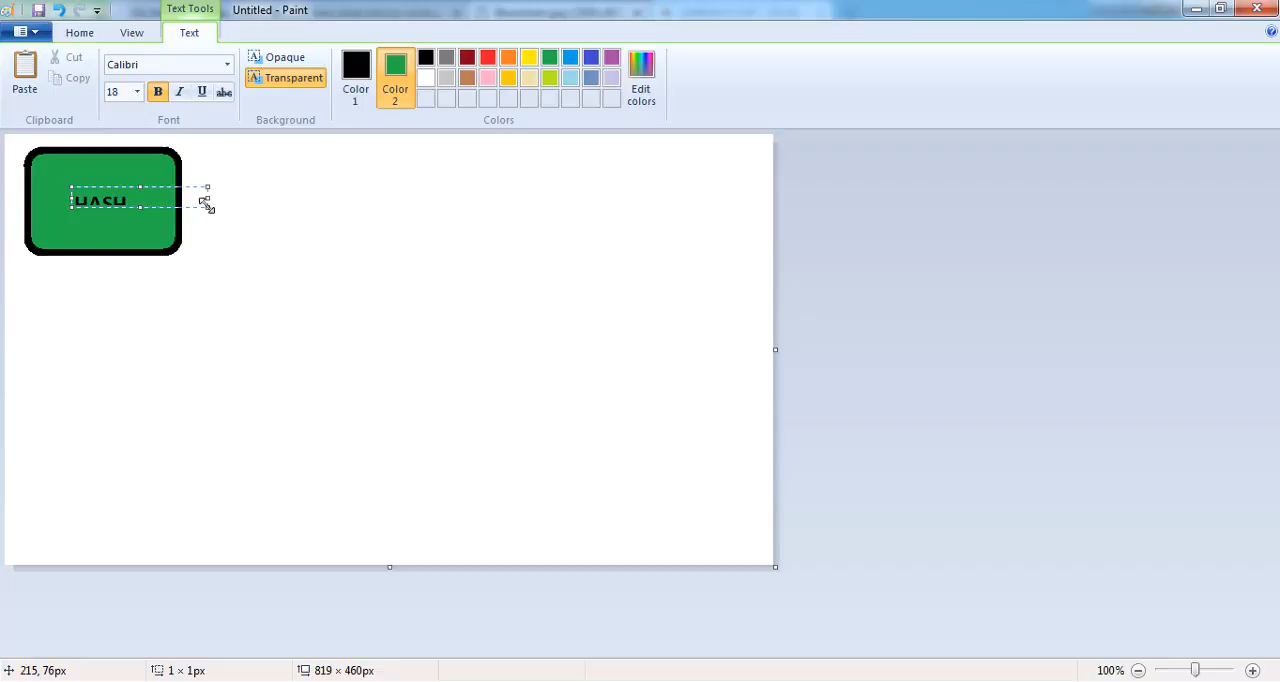 Text Tools
Untitled - Paint
Home
View
Text
Paste
Cut
Copy
Clipboard
Calibri
18
B I U abc
Font
Opaque
Transparent
Background
Color 1
Color 2
Edit colors
Colors
HASH
215, 76px
1 × 1px
819 × 460px
100%